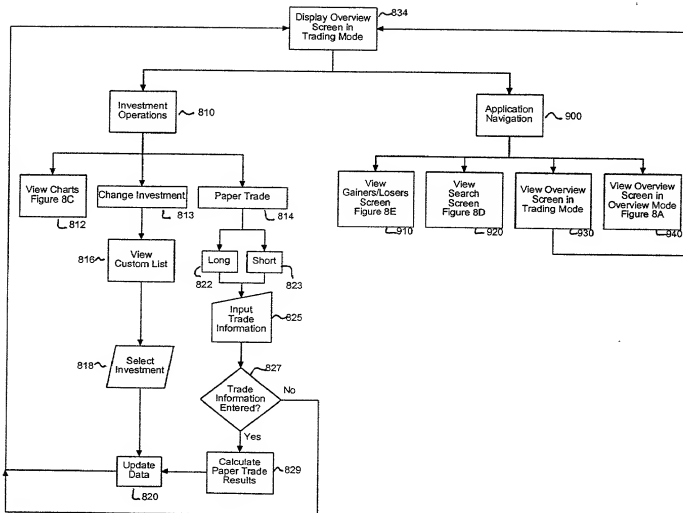 Display Overview
Screen in
Trading Mode
834
Investment
Operations
810
Application
Navigation
900
View Charts
Figure 8C
812
Change Investment
813
Paper Trade
814
View
Gainers/Losers
Screen
Figure 8E
910
View
Search
Screen
Figure 8D
920
View Overview
Screen in
Trading Mode
930
View Overview
Screen in
Overview Mode
Figure 8A
940
816
View
Custom List
Long
822
Short
823
Input
Trade
Information
825
818
Select
Investment
827
Trade
Information
Entered?
No
Yes
Update
Data
820
Calculate
Paper Trade
Results
829